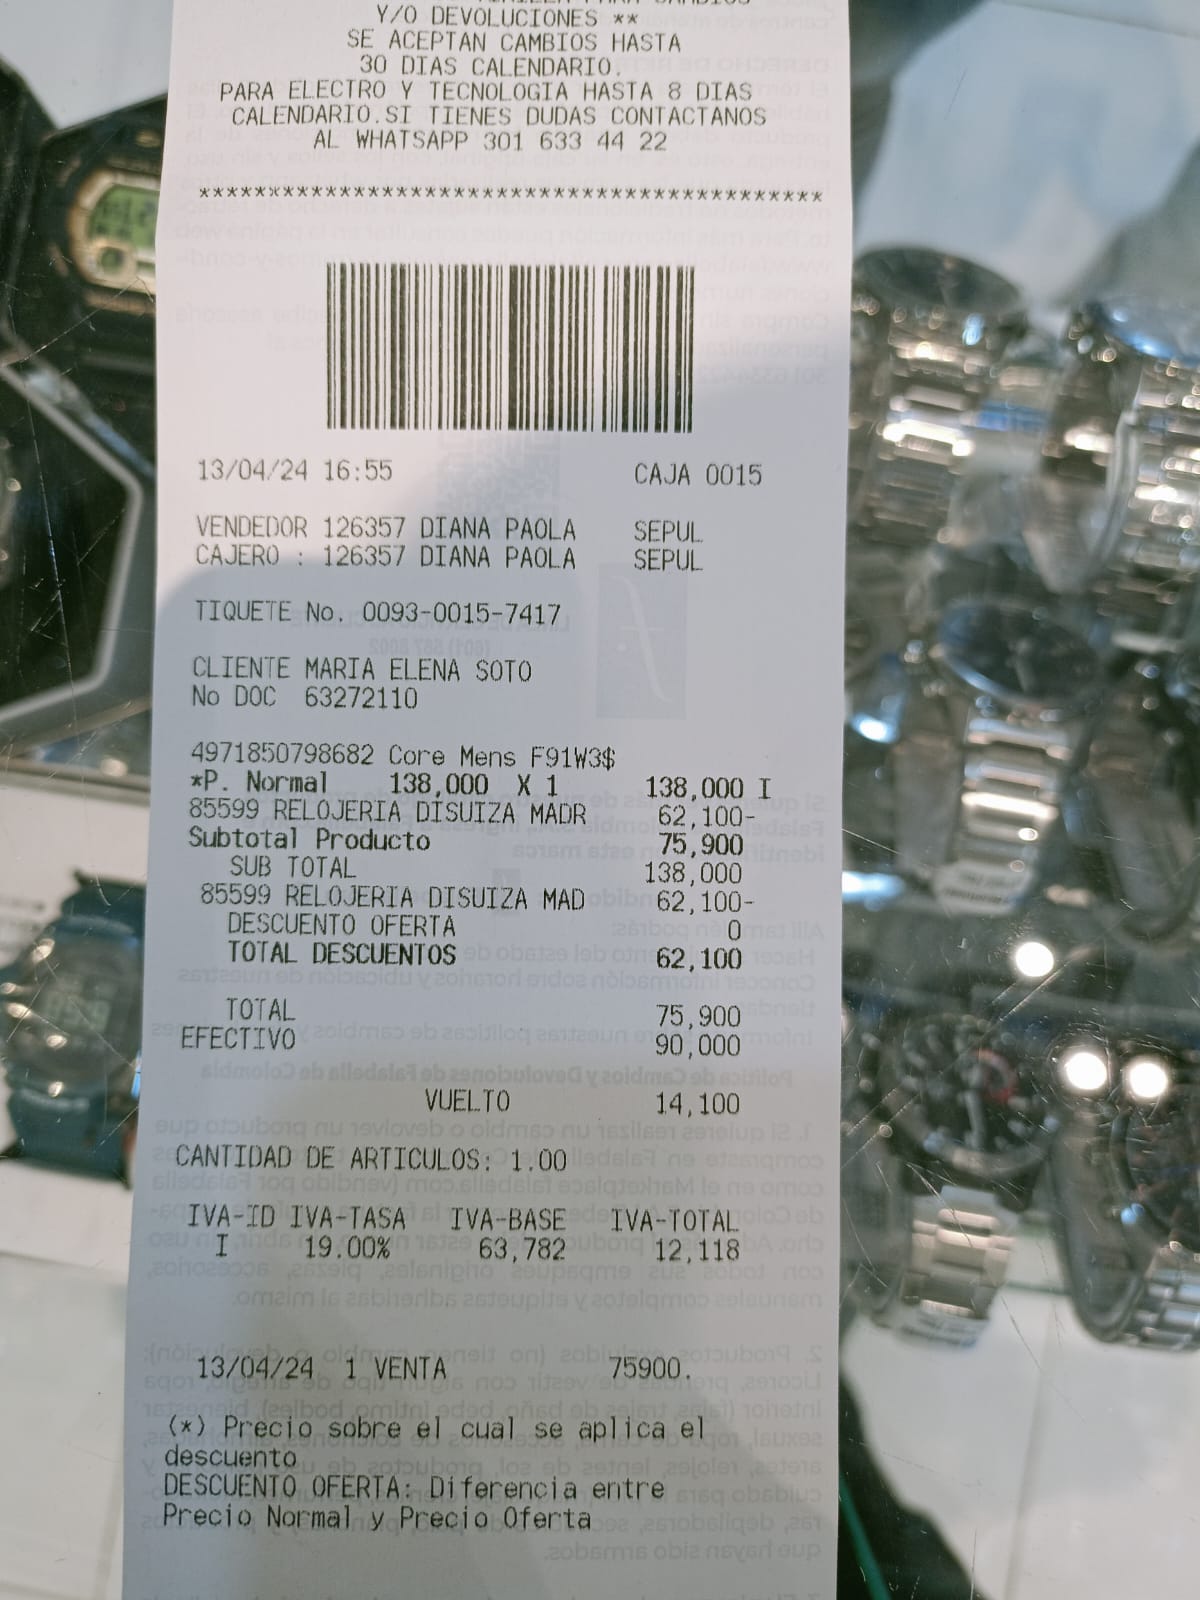 Y/O DEVOLUCIONES **
SE ACEPTAN CAMBIOS HASTA
30 DIAS CALENDARIO.
PARA ELECTRO Y TECNOLOGIA HASTA 8 DIAS
CALENDARIO.SI TIENES DUDAS CONTACTANOS
AL WHATSAPP 301 633 44 22
********************************************
13/04/24 16:55 CAJA 0015
VENDEDOR 126357 DIANA PAOLA SEPUL
CAJERO : 126357 DIANA PAOLA SEPUL
TIQUETE No. 0093-0015-7417
CLIENTE MARIA ELENA SOTO
No DOC 63272110
4971850798682 Core Mens F91W3$
*P. Normal 138,000 X 1 138,000 I
85599 RELOJERIA DISUIZA MADR 62,100-
Subtotal Producto 75,900
SUB TOTAL 138,000
85599 RELOJERIA DISUIZA MAD 62,100-
DESCUENTO OFERTA 0
TOTAL DESCUENTOS 62,100
TOTAL 75,900
EFECTIVO 90,000
VUELTO 14,100
CANTIDAD DE ARTICULOS: 1.00
IVA-ID IVA-TASA IVA-BASE IVA-TOTAL
I 19.00% 63,782 12,118
13/04/24 1 VENTA 75900.
(*) Precio sobre el cual se aplica el
descuento
DESCUENTO OFERTA: Diferencia entre
Precio Normal y Precio Oferta